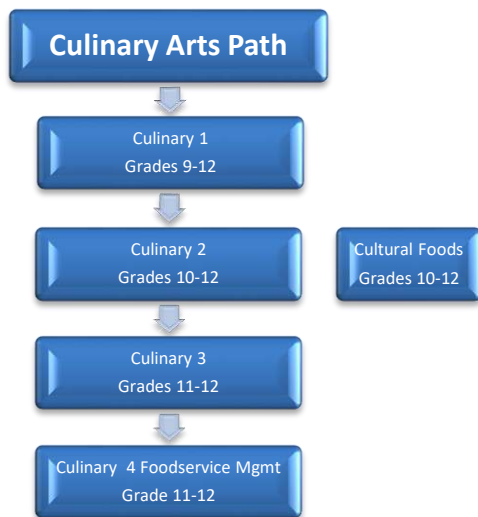 Culinary Arts Path
Culinary 1
Grades 9-12
Culinary 2
Grades 10-12
Cultural Foods
Grades 10-12
Culinary 3
Grades 11-12
Culinary  4 Foodservice Mgmt
Grade 11-12